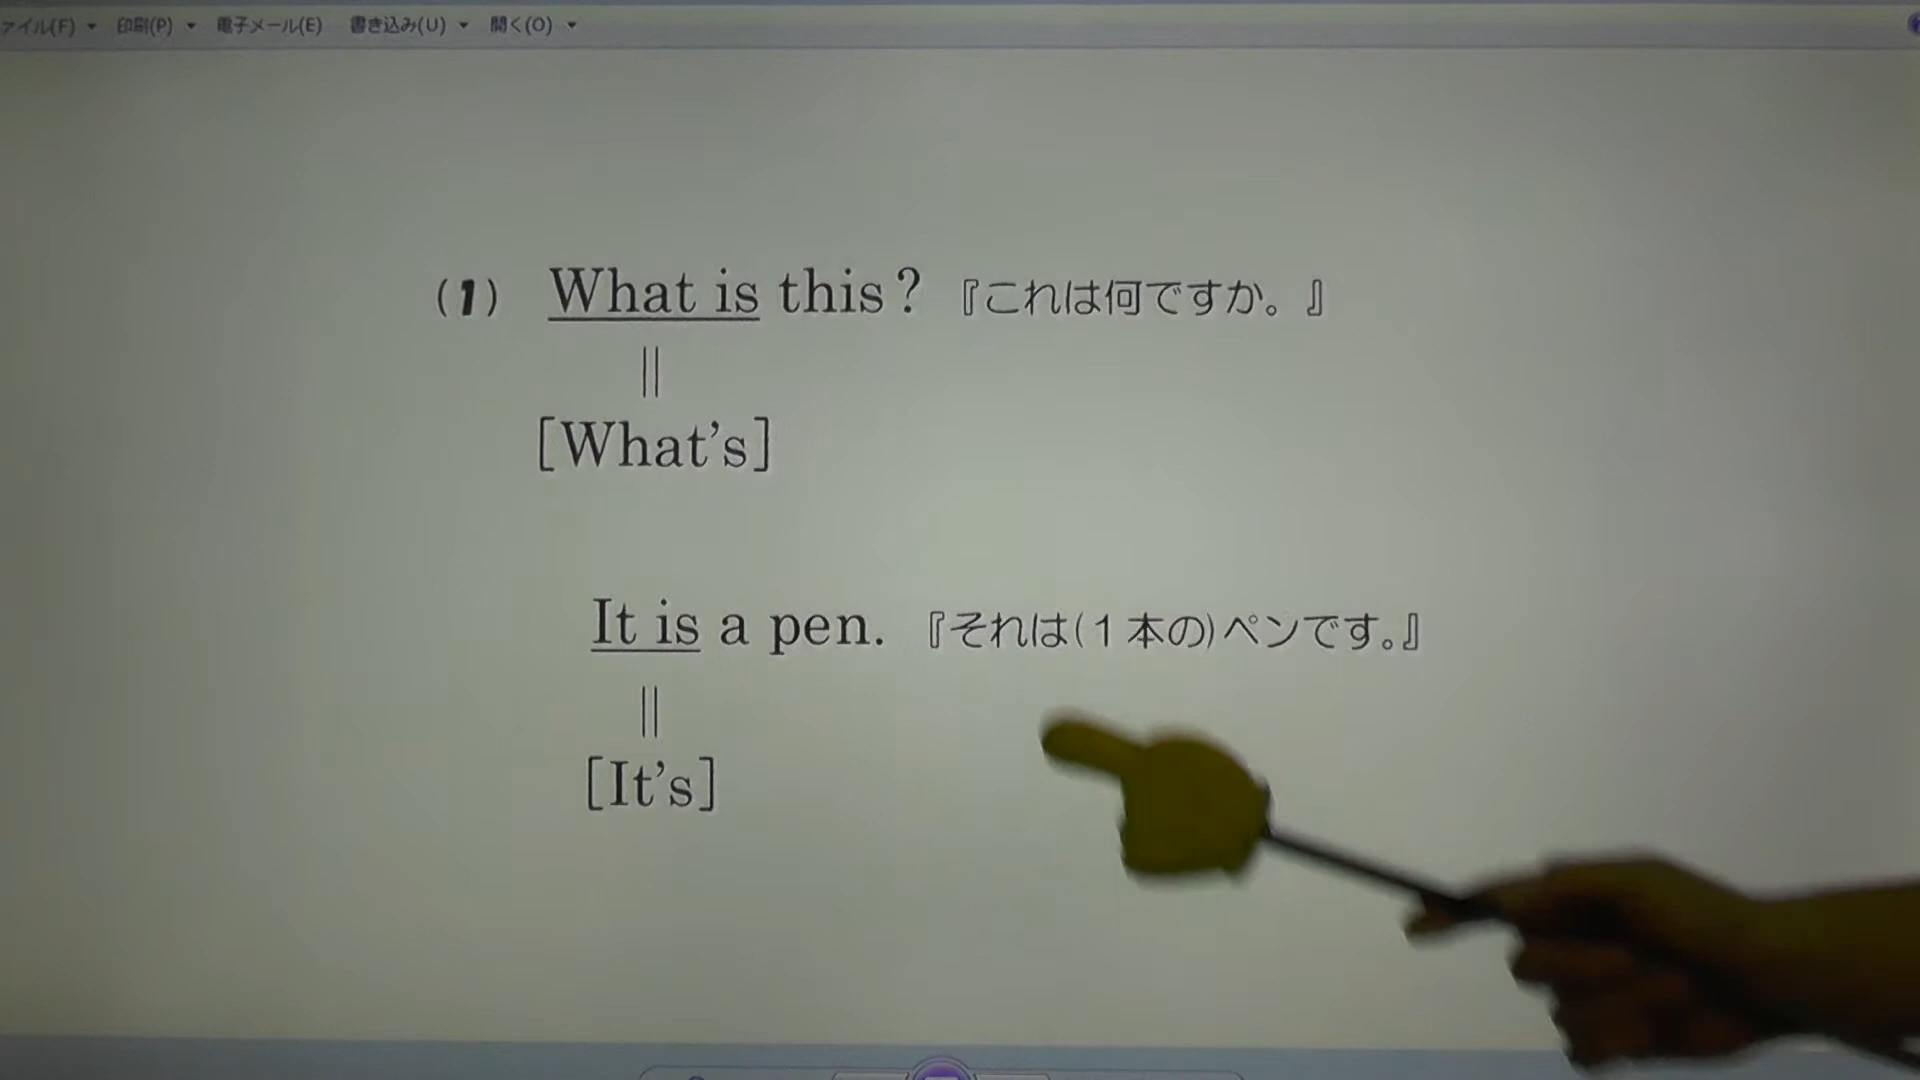 ァイル(F) 印刷(P) 電子メール(E) 書き込み(U) 開く(O)
(1) What is this? 『これは何ですか。』
||
[What's]
It is a pen. 『それは(1本の)ペンです。』
||
[It's]